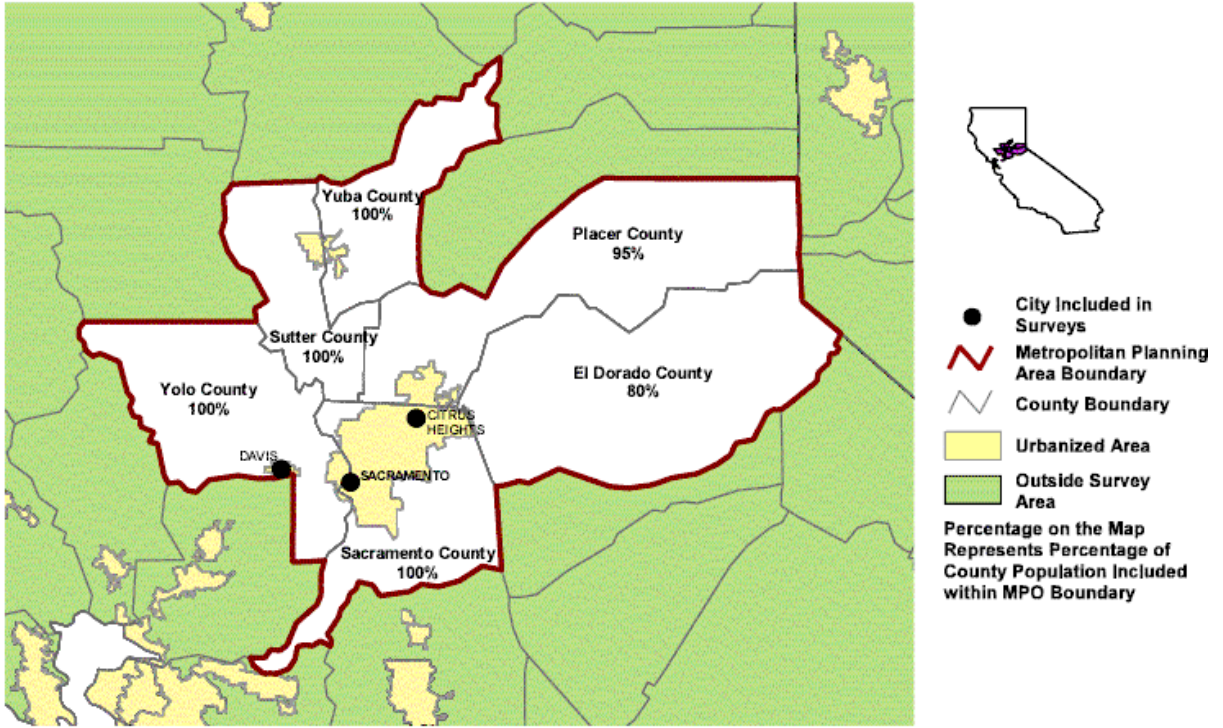 Yuba County
100%
Placer County
95%
Sutter County
100%
Yolo County
100%
El Dorado County
80%
CITRUS
HEIGHTS
DAVIS
SACRAMENTO
Sacramento County
100%
City Included in
Surveys
Metropolitan Planning
Area Boundary
County Boundary
Urbanized Area
Outside Survey
Area
Percentage on the Map
Represents Percentage of
County Population Included
within MPO Boundary